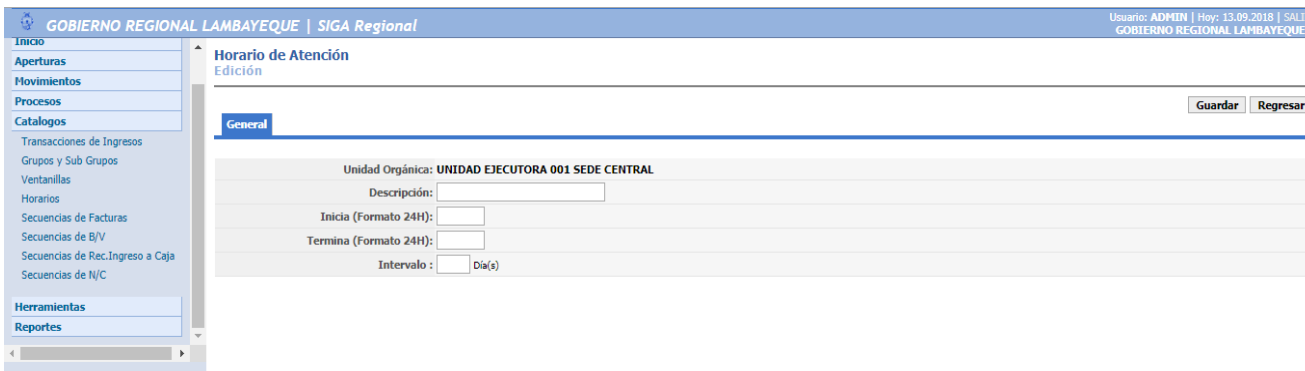 GOBIERNO REGIONAL LAMBAYEQUE | SIGA Regional
Usuario: ADMIN | Hoy: 13.09.2018 | SALI
GOBIERNO REGIONAL LAMBAYEQUE
Inicio
Aperturas
Movimientos
Procesos
Catalogos
Transacciones de Ingresos
Grupos y Sub Grupos
Ventanillas
Horarios
Secuencias de Facturas
Secuencias de B/V
Secuencias de Rec.Ingreso a Caja
Secuencias de N/C
Herramientas
Reportes
Horario de Atención
Edición
Guardar Regresar
General
Unidad Orgánica: UNIDAD EJECUTORA 001 SEDE CENTRAL
Descripción:
Inicia (Formato 24H):
Termina (Formato 24H):
Intervalo : Día(s)